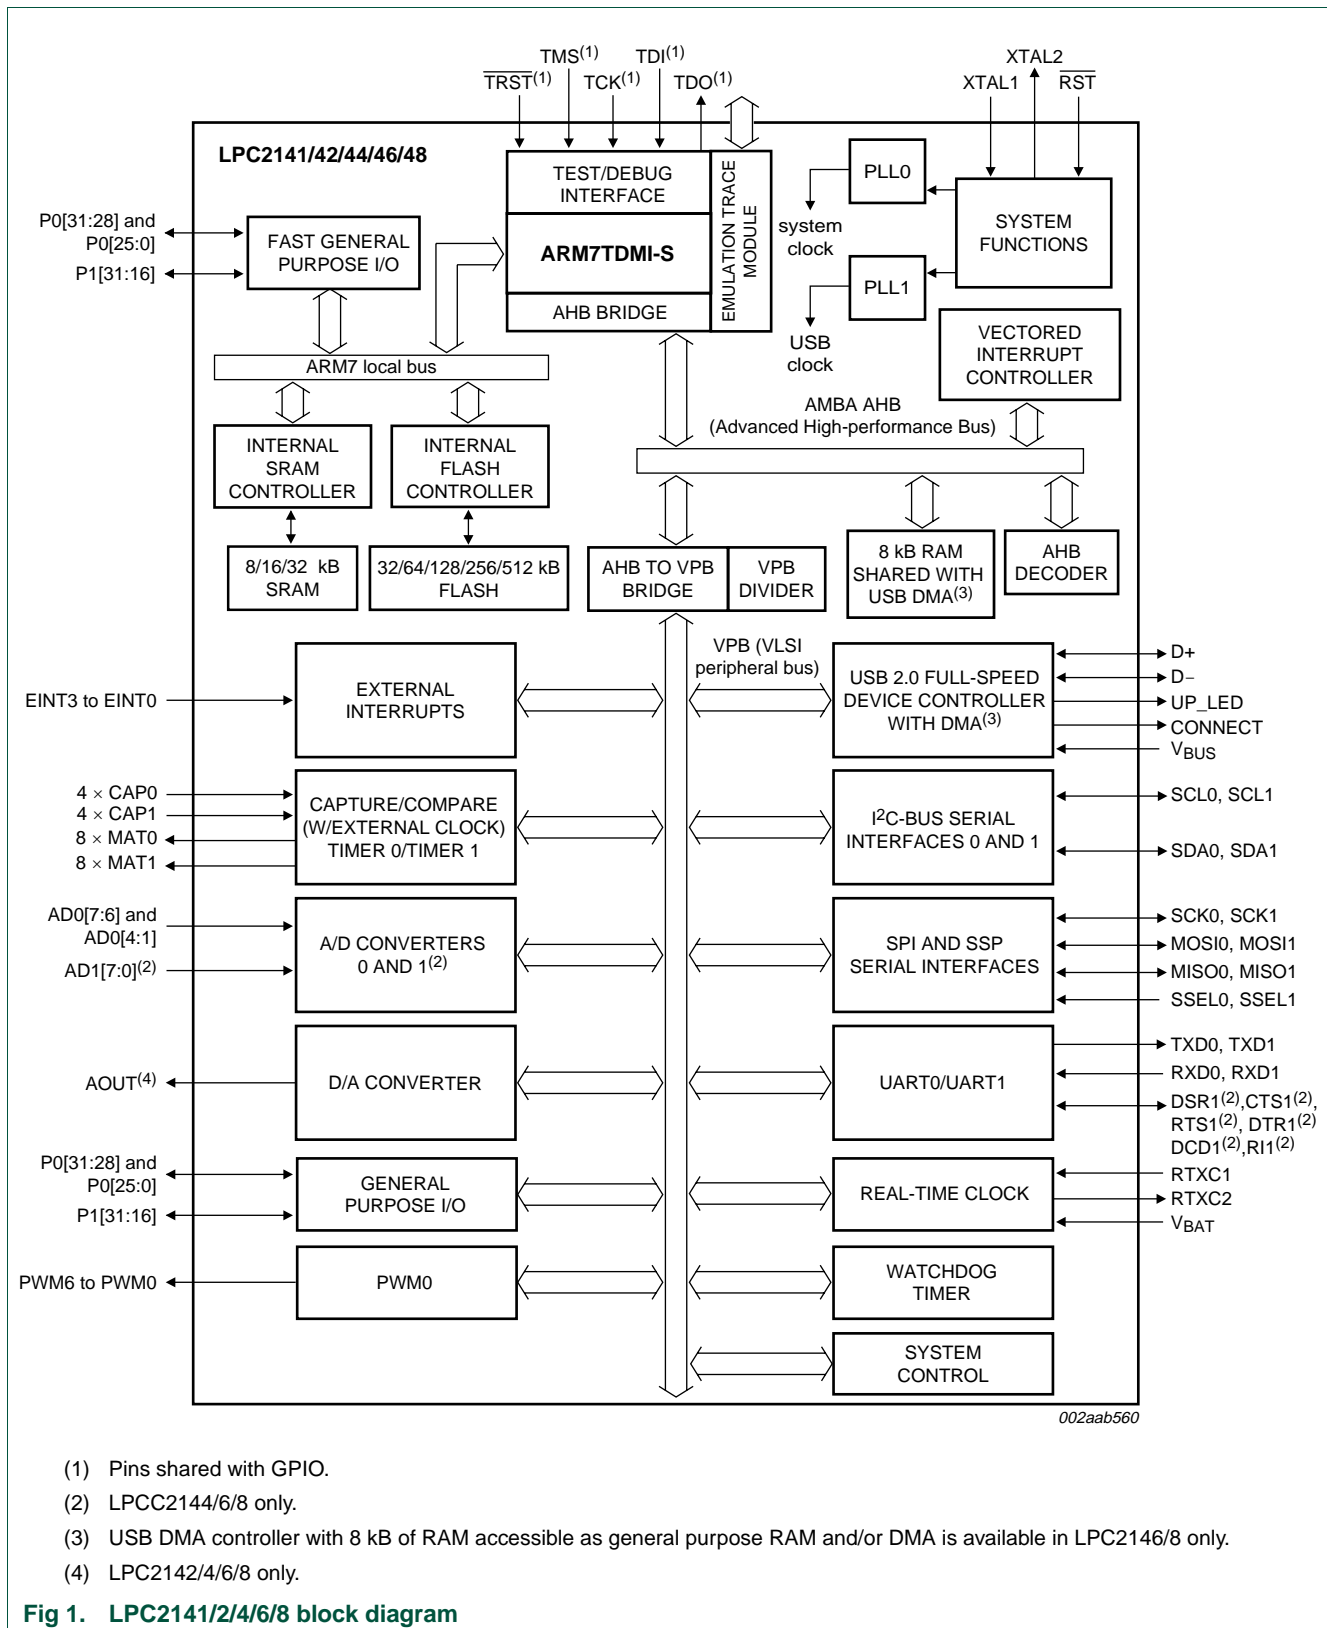 TMS(1)
TDI(1)
XTAL2
TRST(1)
TCK(1)
TDO(1)
XTAL1
RST
LPC2141/42/44/46/48
TEST/DEBUG
INTERFACE
EMULATION TRACE
MODULE
PLL0
system
clock
SYSTEM
FUNCTIONS
P0[31:28] and
P0[25:0]
P1[31:16]
FAST GENERAL
PURPOSE I/O
ARM7TDMI-S
PLL1
AHB BRIDGE
USB
clock
VECTORED
INTERRUPT
CONTROLLER
ARM7 local bus
AMBA AHB
(Advanced High-performance Bus)
INTERNAL
SRAM
CONTROLLER
INTERNAL
FLASH
CONTROLLER
8/16/32 kB
SRAM
32/64/128/256/512 kB
FLASH
AHB TO VPB
BRIDGE
VPB
DIVIDER
8 kB RAM
SHARED WITH
USB DMA(3)
AHB
DECODER
VPB (VLSI
peripheral bus)
EINT3 to EINT0
EXTERNAL
INTERRUPTS
USB 2.0 FULL-SPEED
DEVICE CONTROLLER
WITH DMA(3)
D+
D−
UP_LED
CONNECT
VBUS
4 × CAP0
4 × CAP1
8 × MAT0
8 × MAT1
CAPTURE/COMPARE
(W/EXTERNAL CLOCK)
TIMER 0/TIMER 1
I2C-BUS SERIAL
INTERFACES 0 AND 1
SCL0, SCL1
SDA0, SDA1
AD0[7:6] and
AD0[4:1]
AD1[7:0](2)
A/D CONVERTERS
0 AND 1(2)
SPI AND SSP
SERIAL INTERFACES
SCK0, SCK1
MOSI0, MOSI1
MISO0, MISO1
SSEL0, SSEL1
AOUT(4)
D/A CONVERTER
UART0/UART1
TXD0, TXD1
RXD0, RXD1
DSR1(2),CTS1(2),
RTS1(2), DTR1(2)
DCD1(2),RI1(2)
P0[31:28] and
P0[25:0]
P1[31:16]
GENERAL
PURPOSE I/O
REAL-TIME CLOCK
RTXC1
RTXC2
VBAT
PWM6 to PWM0
PWM0
WATCHDOG
TIMER
SYSTEM
CONTROL
002aab560
(1) Pins shared with GPIO.
(2) LPCC2144/6/8 only.
(3) USB DMA controller with 8 kB of RAM accessible as general purpose RAM and/or DMA is available in LPC2146/8 only.
(4) LPC2142/4/6/8 only.
Fig 1. LPC2141/2/4/6/8 block diagram